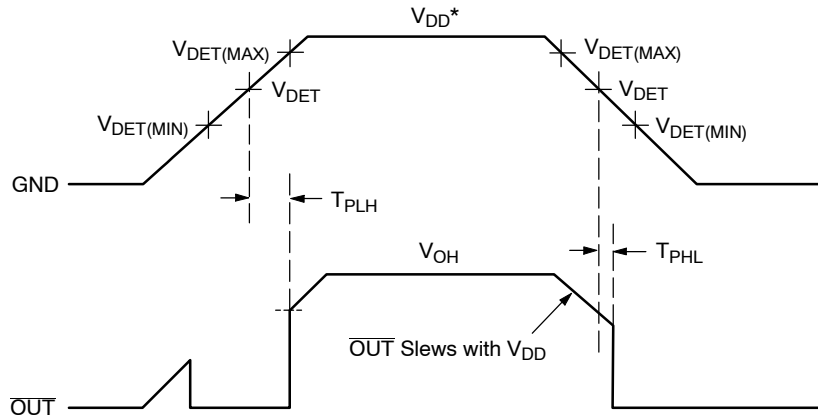 V_DD*
V_DET(MAX)
V_DET(MAX)
V_DET
V_DET
V_DET(MIN)
V_DET(MIN)
GND
T_PLH
V_OH
T_PHL
OUT Slews with V_DD
OUT